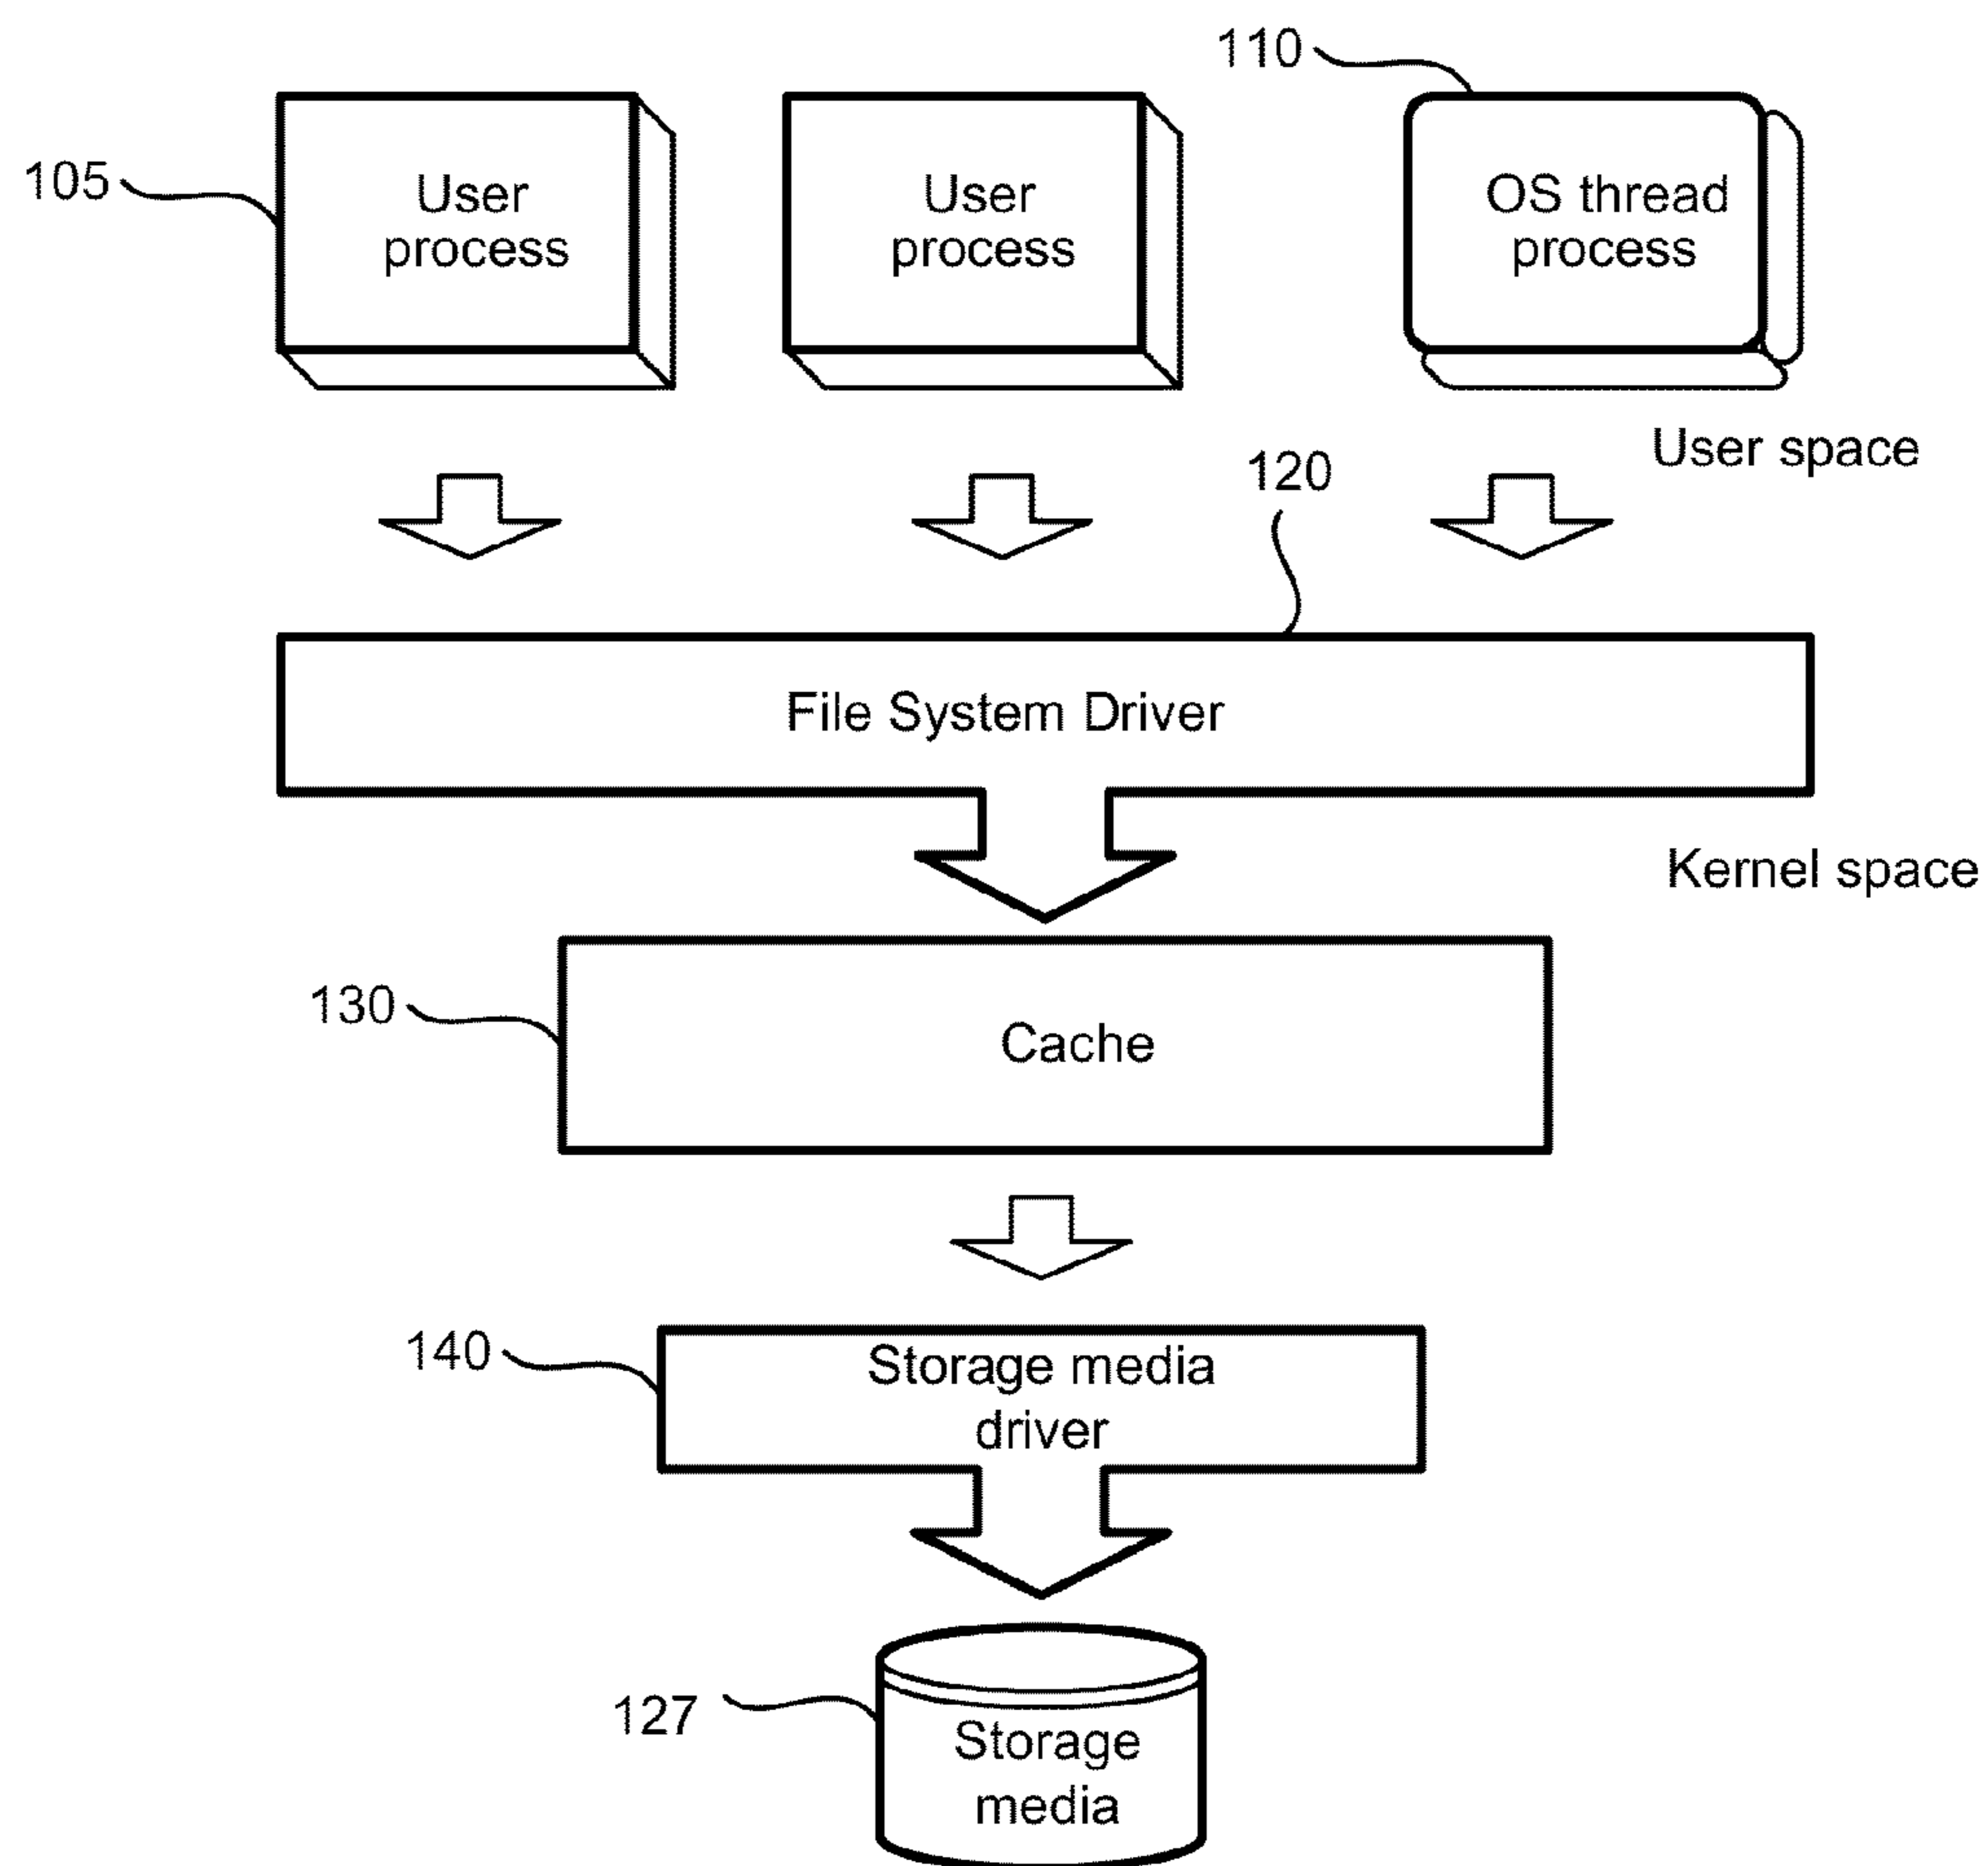 110
105
User
process
User
process
OS thread
process
User space
120
File System Driver
Kernel space
130
Cache
140
Storage media
driver
127
Storage
media